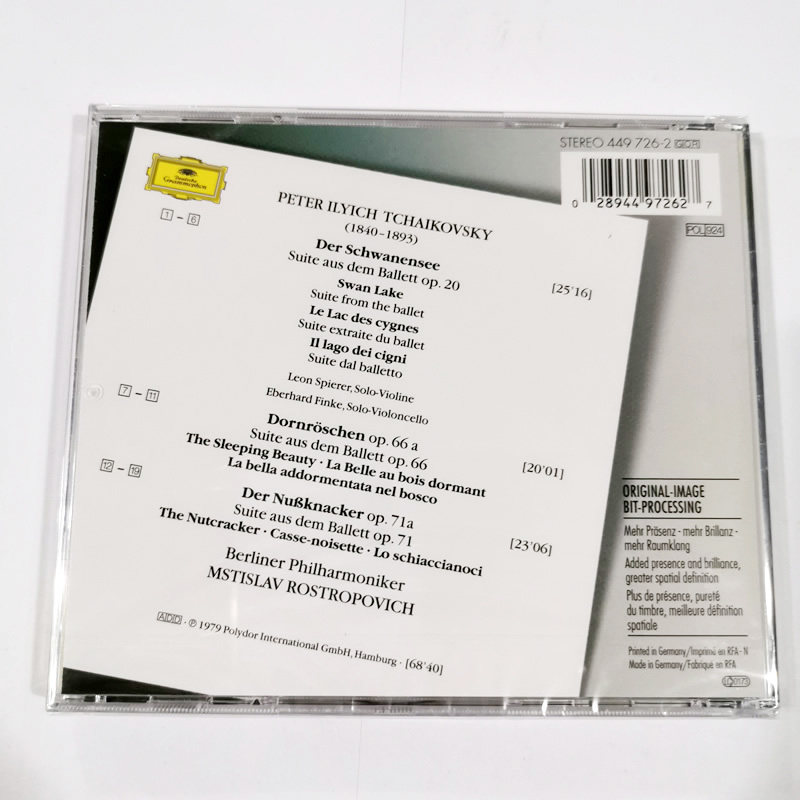 STEREO 449 726-2 GOR
0 28944 97262 7
POL 924
Deutsche
Grammophon
PETER ILYICH TCHAIKOVSKY
(1840-1893)
1 - 6
Der Schwanensee
Suite aus dem Ballett op. 20 [25'16]
Swan Lake
Suite from the ballet
Le Lac des cygnes
Suite extraite du ballet
Il lago dei cigni
Suite dal balletto
Leon Spierer, Solo-Violine
Eberhard Finke, Solo-Violoncello
7 - 11
Dornröschen op. 66 a
Suite aus dem Ballett op. 66 [20'01]
The Sleeping Beauty · La Belle au bois dormant
La bella addormentata nel bosco
12 - 19
Der Nußknacker op. 71a
Suite aus dem Ballett op. 71 [23'06]
The Nutcracker · Casse-noisette · Lo schiaccianoci
Berliner Philharmoniker
MSTISLAV ROSTROPOVICH
ADD · ℗ 1979 Polydor International GmbH, Hamburg · [68'40]
ORIGINAL-IMAGE
BIT-PROCESSING
Mehr Präsenz - mehr Brillanz -
mehr Raumklang
Added presence and brilliance,
greater spatial definition
Plus de présence, pureté
du timbre, meilleure définition
spatiale
Printed in Germany/Imprimé en RFA - N
Made in Germany/Fabriqué en RFA